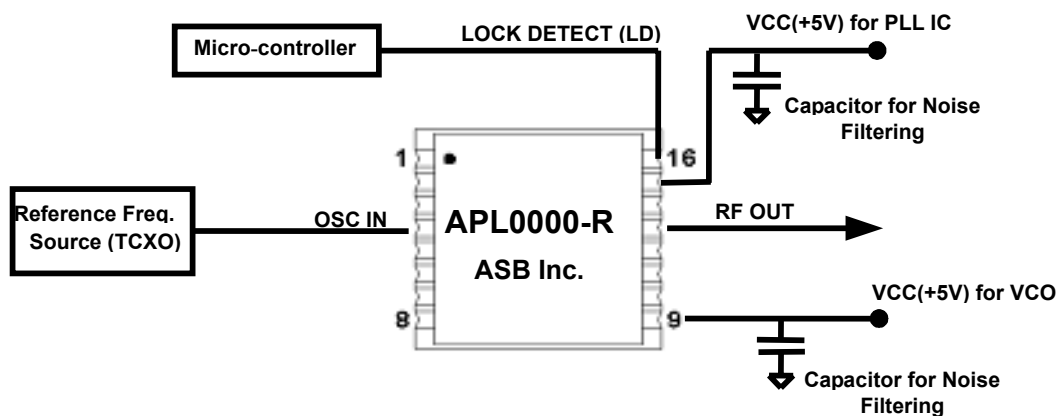 Micro-controller
LOCK DETECT (LD)
VCC(+5V) for PLL IC
Capacitor for Noise
Filtering
1
16
Reference Freq.
Source (TCXO)
OSC IN
APL0000-R
ASB Inc.
RF OUT
8
9
VCC(+5V) for VCO
Capacitor for Noise
Filtering